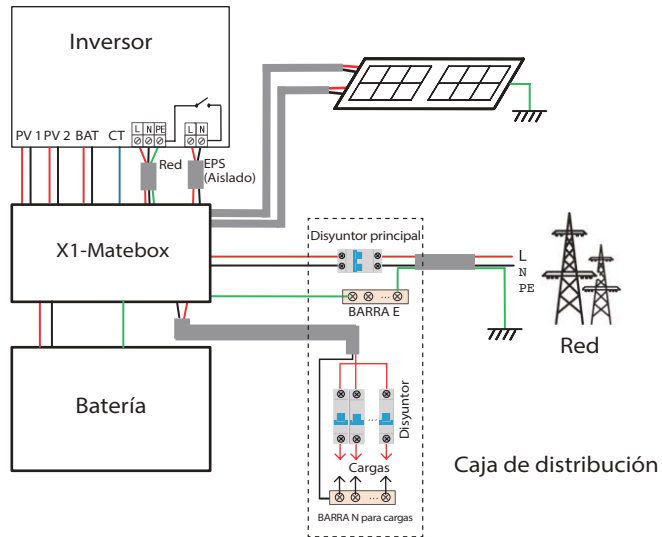 Inversor
PV 1 PV 2 BAT CT
L N PE
L N
Red
EPS
(Aislado)
X1-Matebox
Disyuntor principal
L
N
PE
BARRA E
Red
Batería
Disyuntor
Cargas
Caja de distribución
BARRA N para cargas